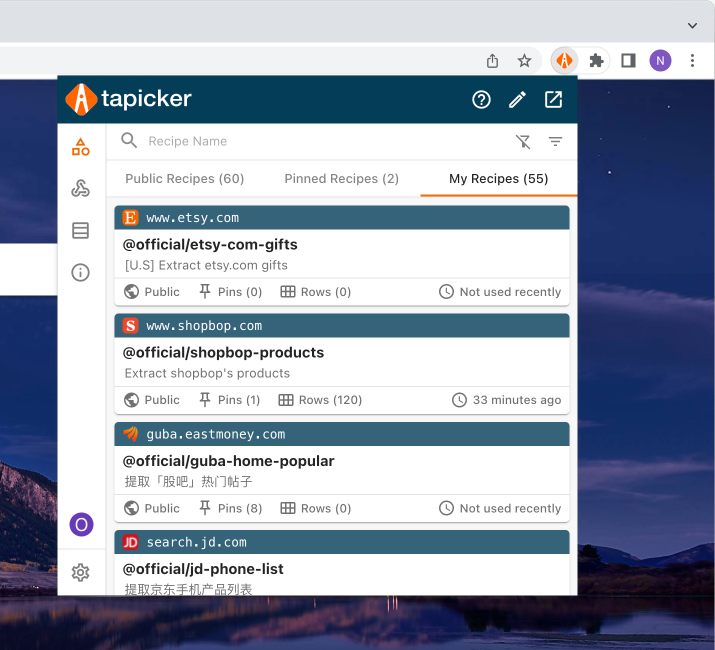 N
tapicker
Recipe Name
Public Recipes (60) Pinned Recipes (2) My Recipes (55)
E www.etsy.com
@official/etsy-com-gifts
[U.S] Extract etsy.com gifts
Public Pins (0) Rows (0) Not used recently
S www.shopbop.com
@official/shopbop-products
Extract shopbop's products
Public Pins (1) Rows (120) 33 minutes ago
guba.eastmoney.com
@official/guba-home-popular
提取「股吧」热门帖子
Public Pins (8) Rows (0) Not used recently
O
JD search.jd.com
@official/jd-phone-list
提取京东手机产品列表